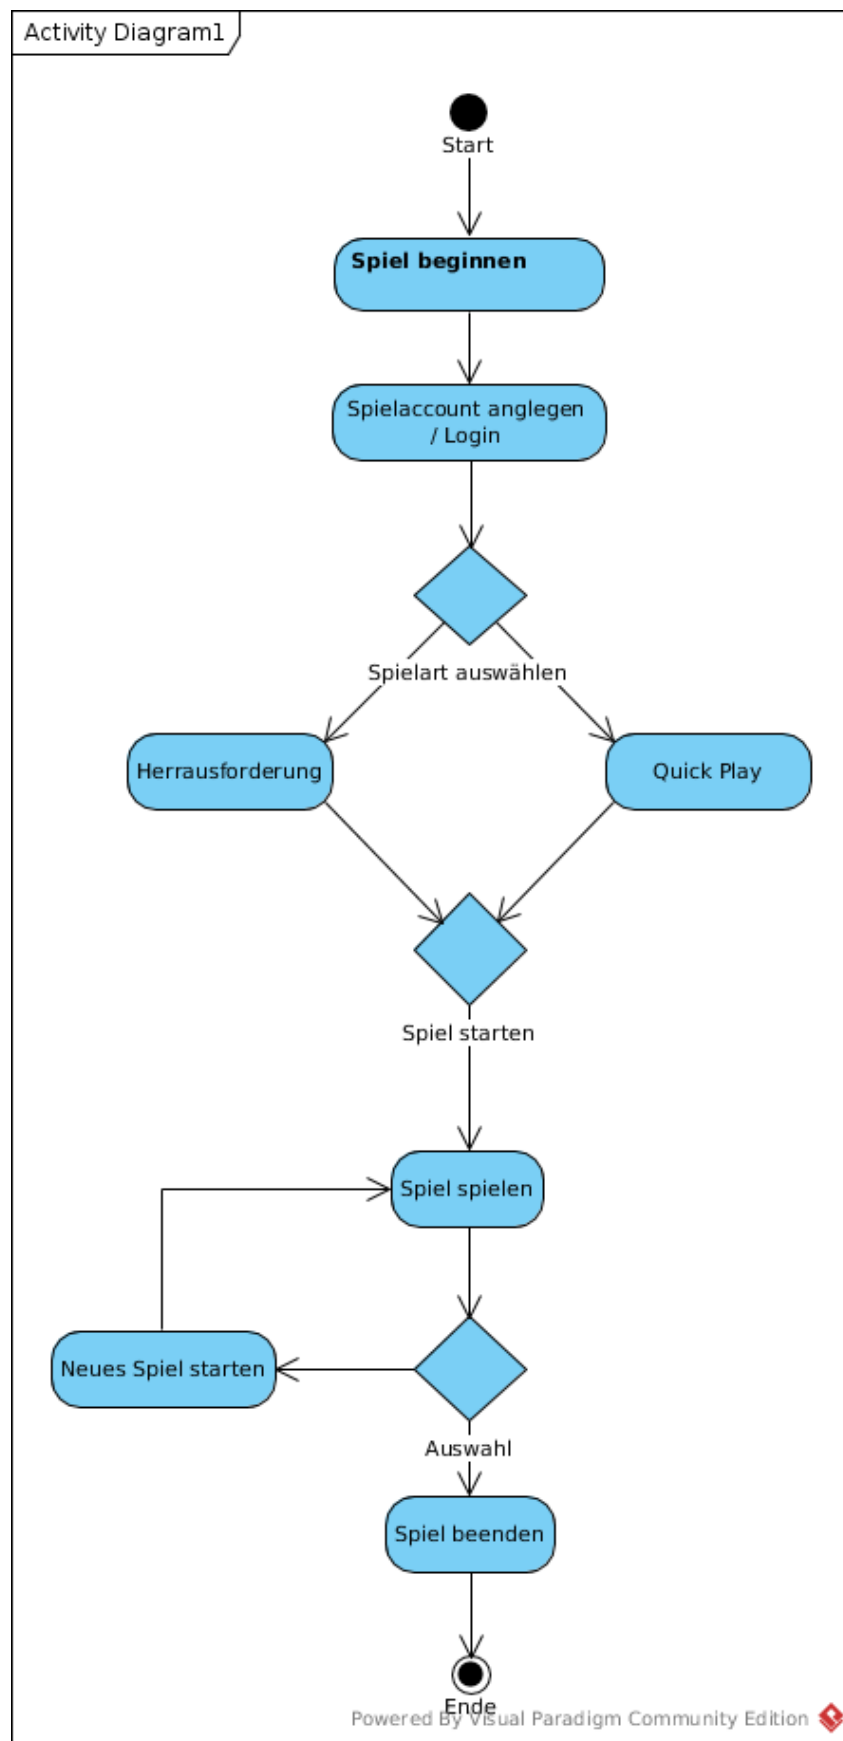 Activity Diagram1
Start
Spiel beginnen
Spielaccount anglegen
/ Login
Spielart auswählen
Herrausforderung
Quick Play
Spiel starten
Spiel spielen
Neues Spiel starten
Auswahl
Spiel beenden
Ende
Powered By Visual Paradigm Community Edition